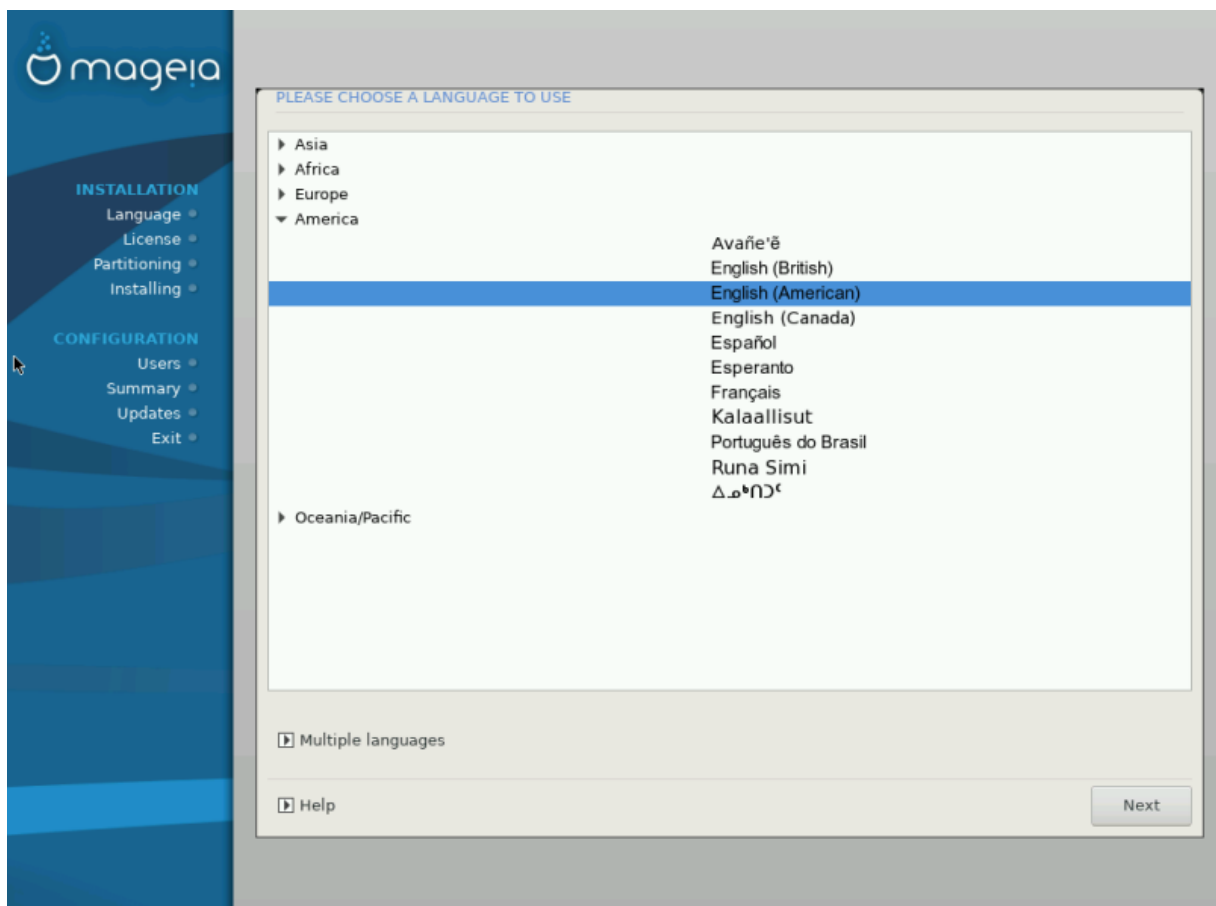 mageia
INSTALLATION
Language
License
Partitioning
Installing
CONFIGURATION
Users
Summary
Updates
Exit
PLEASE CHOOSE A LANGUAGE TO USE
Asia
Africa
Europe
America
Avañe'ẽ
English (British)
English (American)
English (Canada)
Español
Esperanto
Français
Kalaallisut
Português do Brasil
Runa Simi
ᐃᓄᒃᑎᑐᑦ
Oceania/Pacific
Multiple languages
Help
Next